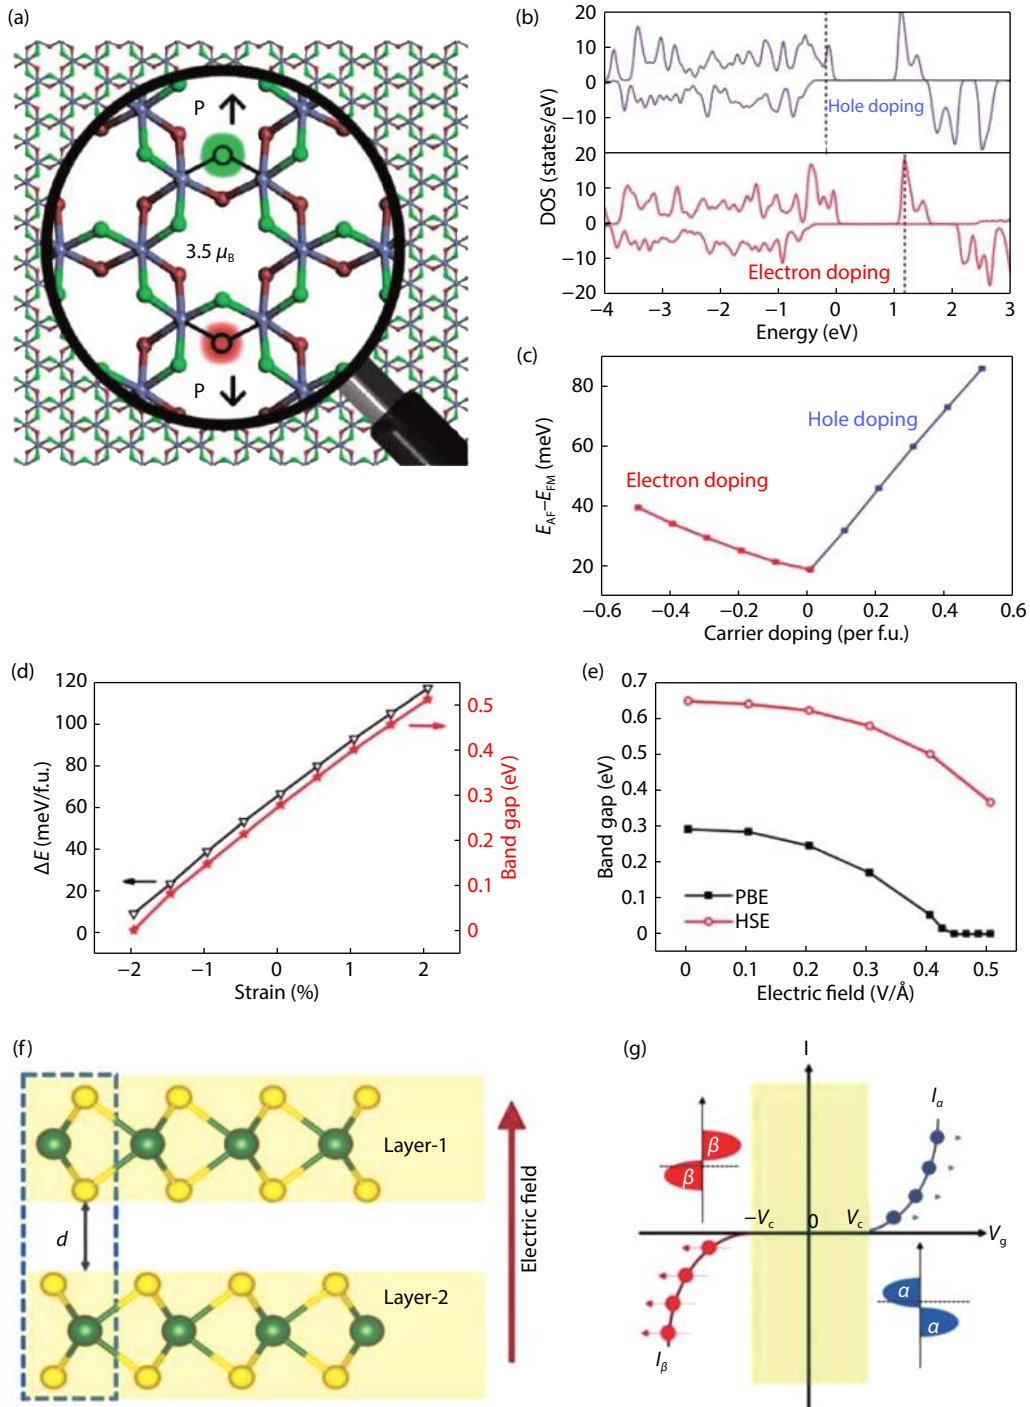 (a)
P
3.5 μB
P
(b)
20
10
0
−10
20
10
0
−10
−20
DOS (states/eV)
Hole doping
Electron doping
−4 −3 −2 −1 0 1 2 3
Energy (eV)
(c)
80
60
40
20
EAF−EFM (meV)
Hole doping
Electron doping
−0.6 −0.4 −0.2 0 0.2 0.4 0.6
Carrier doping (per f.u.)
(d)
120
100
80
60
40
20
0
ΔE (meV/f.u.)
0.5
0.4
0.3
0.2
0.1
0
Band gap (eV)
−2 −1 0 1 2
Strain (%)
(e)
0.7
0.6
0.5
0.4
0.3
0.2
0.1
0
Band gap (eV)
PBE
HSE
0 0.1 0.2 0.3 0.4 0.5
Electric field (V/Å)
(f)
Layer-1
d
Layer-2
Electric field
(g)
I
Iα
β
β
−Vc 0 Vc
Vg
α
α
Iβ